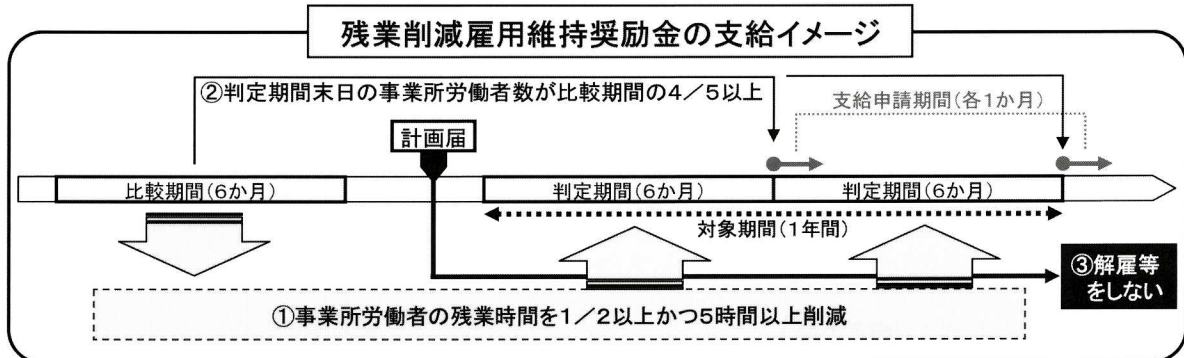 残業削減雇用維持奨励金の支給イメージ
②判定期間末日の事業所労働者数が比較期間の4/5以上
支給申請期間(各1か月)
計画届
比較期間(6か月)
判定期間(6か月)
判定期間(6か月)
対象期間(1年間)
③解雇等
をしない
①事業所労働者の残業時間を1/2以上かつ5時間以上削減